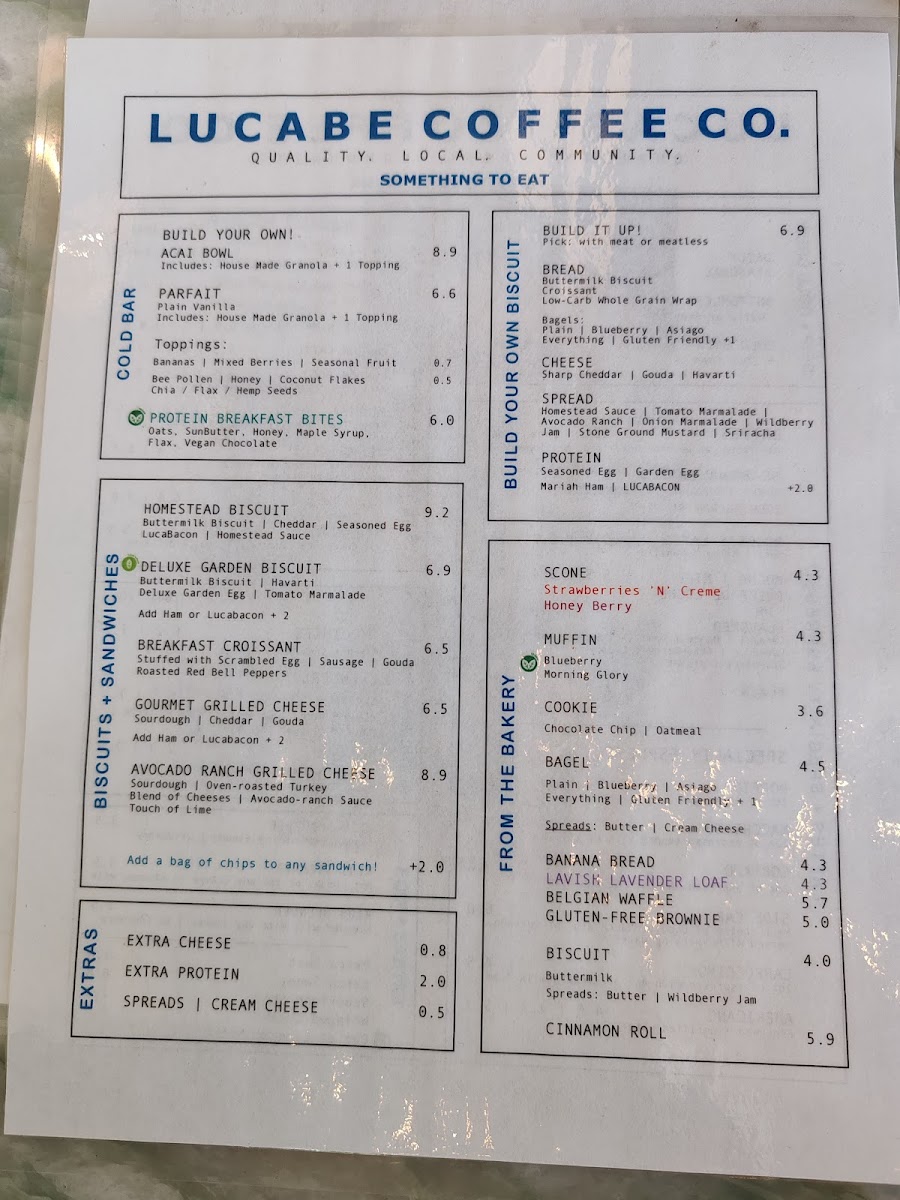 LUCABE COFFEE CO.
QUALITY. LOCAL. COMMUNITY.
SOMETHING TO EAT
COLD BAR
BUILD YOUR OWN!
ACAI BOWL 8.9
Includes: House Made Granola + 1 Topping
PARFAIT 6.6
Plain Vanilla
Includes: House Made Granola + 1 Topping
Toppings:
Bananas | Mixed Berries | Seasonal Fruit 0.7
Bee Pollen | Honey | Coconut Flakes 0.5
Chia / Flax / Hemp Seeds
PROTEIN BREAKFAST BITES 6.0
Oats, SunButter, Honey, Maple Syrup,
Flax, Vegan Chocolate
BISCUITS + SANDWICHES
HOMESTEAD BISCUIT 9.2
Buttermilk Biscuit | Cheddar | Seasoned Egg
LucaBacon | Homestead Sauce
DELUXE GARDEN BISCUIT 6.9
Buttermilk Biscuit | Havarti
Deluxe Garden Egg | Tomato Marmalade
Add Ham or Lucabacon + 2
BREAKFAST CROISSANT 6.5
Stuffed with Scrambled Egg | Sausage | Gouda
Roasted Red Bell Peppers
GOURMET GRILLED CHEESE 6.5
Sourdough | Cheddar | Gouda
Add Ham or Lucabacon + 2
AVOCADO RANCH GRILLED CHEESE 8.9
Sourdough | Oven-roasted Turkey
Blend of Cheeses | Avocado-ranch Sauce
Touch of Lime
Add a bag of chips to any sandwich! +2.0
EXTRAS
EXTRA CHEESE 0.8
EXTRA PROTEIN 2.0
SPREADS | CREAM CHEESE 0.5
BUILD YOUR OWN BISCUIT
BUILD IT UP! 6.9
Pick: with meat or meatless
BREAD
Buttermilk Biscuit
Croissant
Low-Carb Whole Grain Wrap
Bagels:
Plain | Blueberry | Asiago
Everything | Gluten Friendly +1
CHEESE
Sharp Cheddar | Gouda | Havarti
SPREAD
Homestead Sauce | Tomato Marmalade |
Avocado Ranch | Onion Marmalade | Wildberry
Jam | Stone Ground Mustard | Sriracha
PROTEIN
Seasoned Egg | Garden Egg
Mariah Ham | LUCABACON +2.0
FROM THE BAKERY
SCONE 4.3
Strawberries 'N' Creme
Honey Berry
MUFFIN 4.3
Blueberry
Morning Glory
COOKIE 3.6
Chocolate Chip | Oatmeal
BAGEL 4.5
Plain | Blueberry | Asiago
Everything | Gluten Friendly + 1
Spreads: Butter | Cream Cheese
BANANA BREAD 4.3
LAVISH LAVENDER LOAF 4.3
BELGIAN WAFFLE 5.7
GLUTEN-FREE BROWNIE 5.0
BISCUIT 4.0
Buttermilk
Spreads: Butter | Wildberry Jam
CINNAMON ROLL 5.9